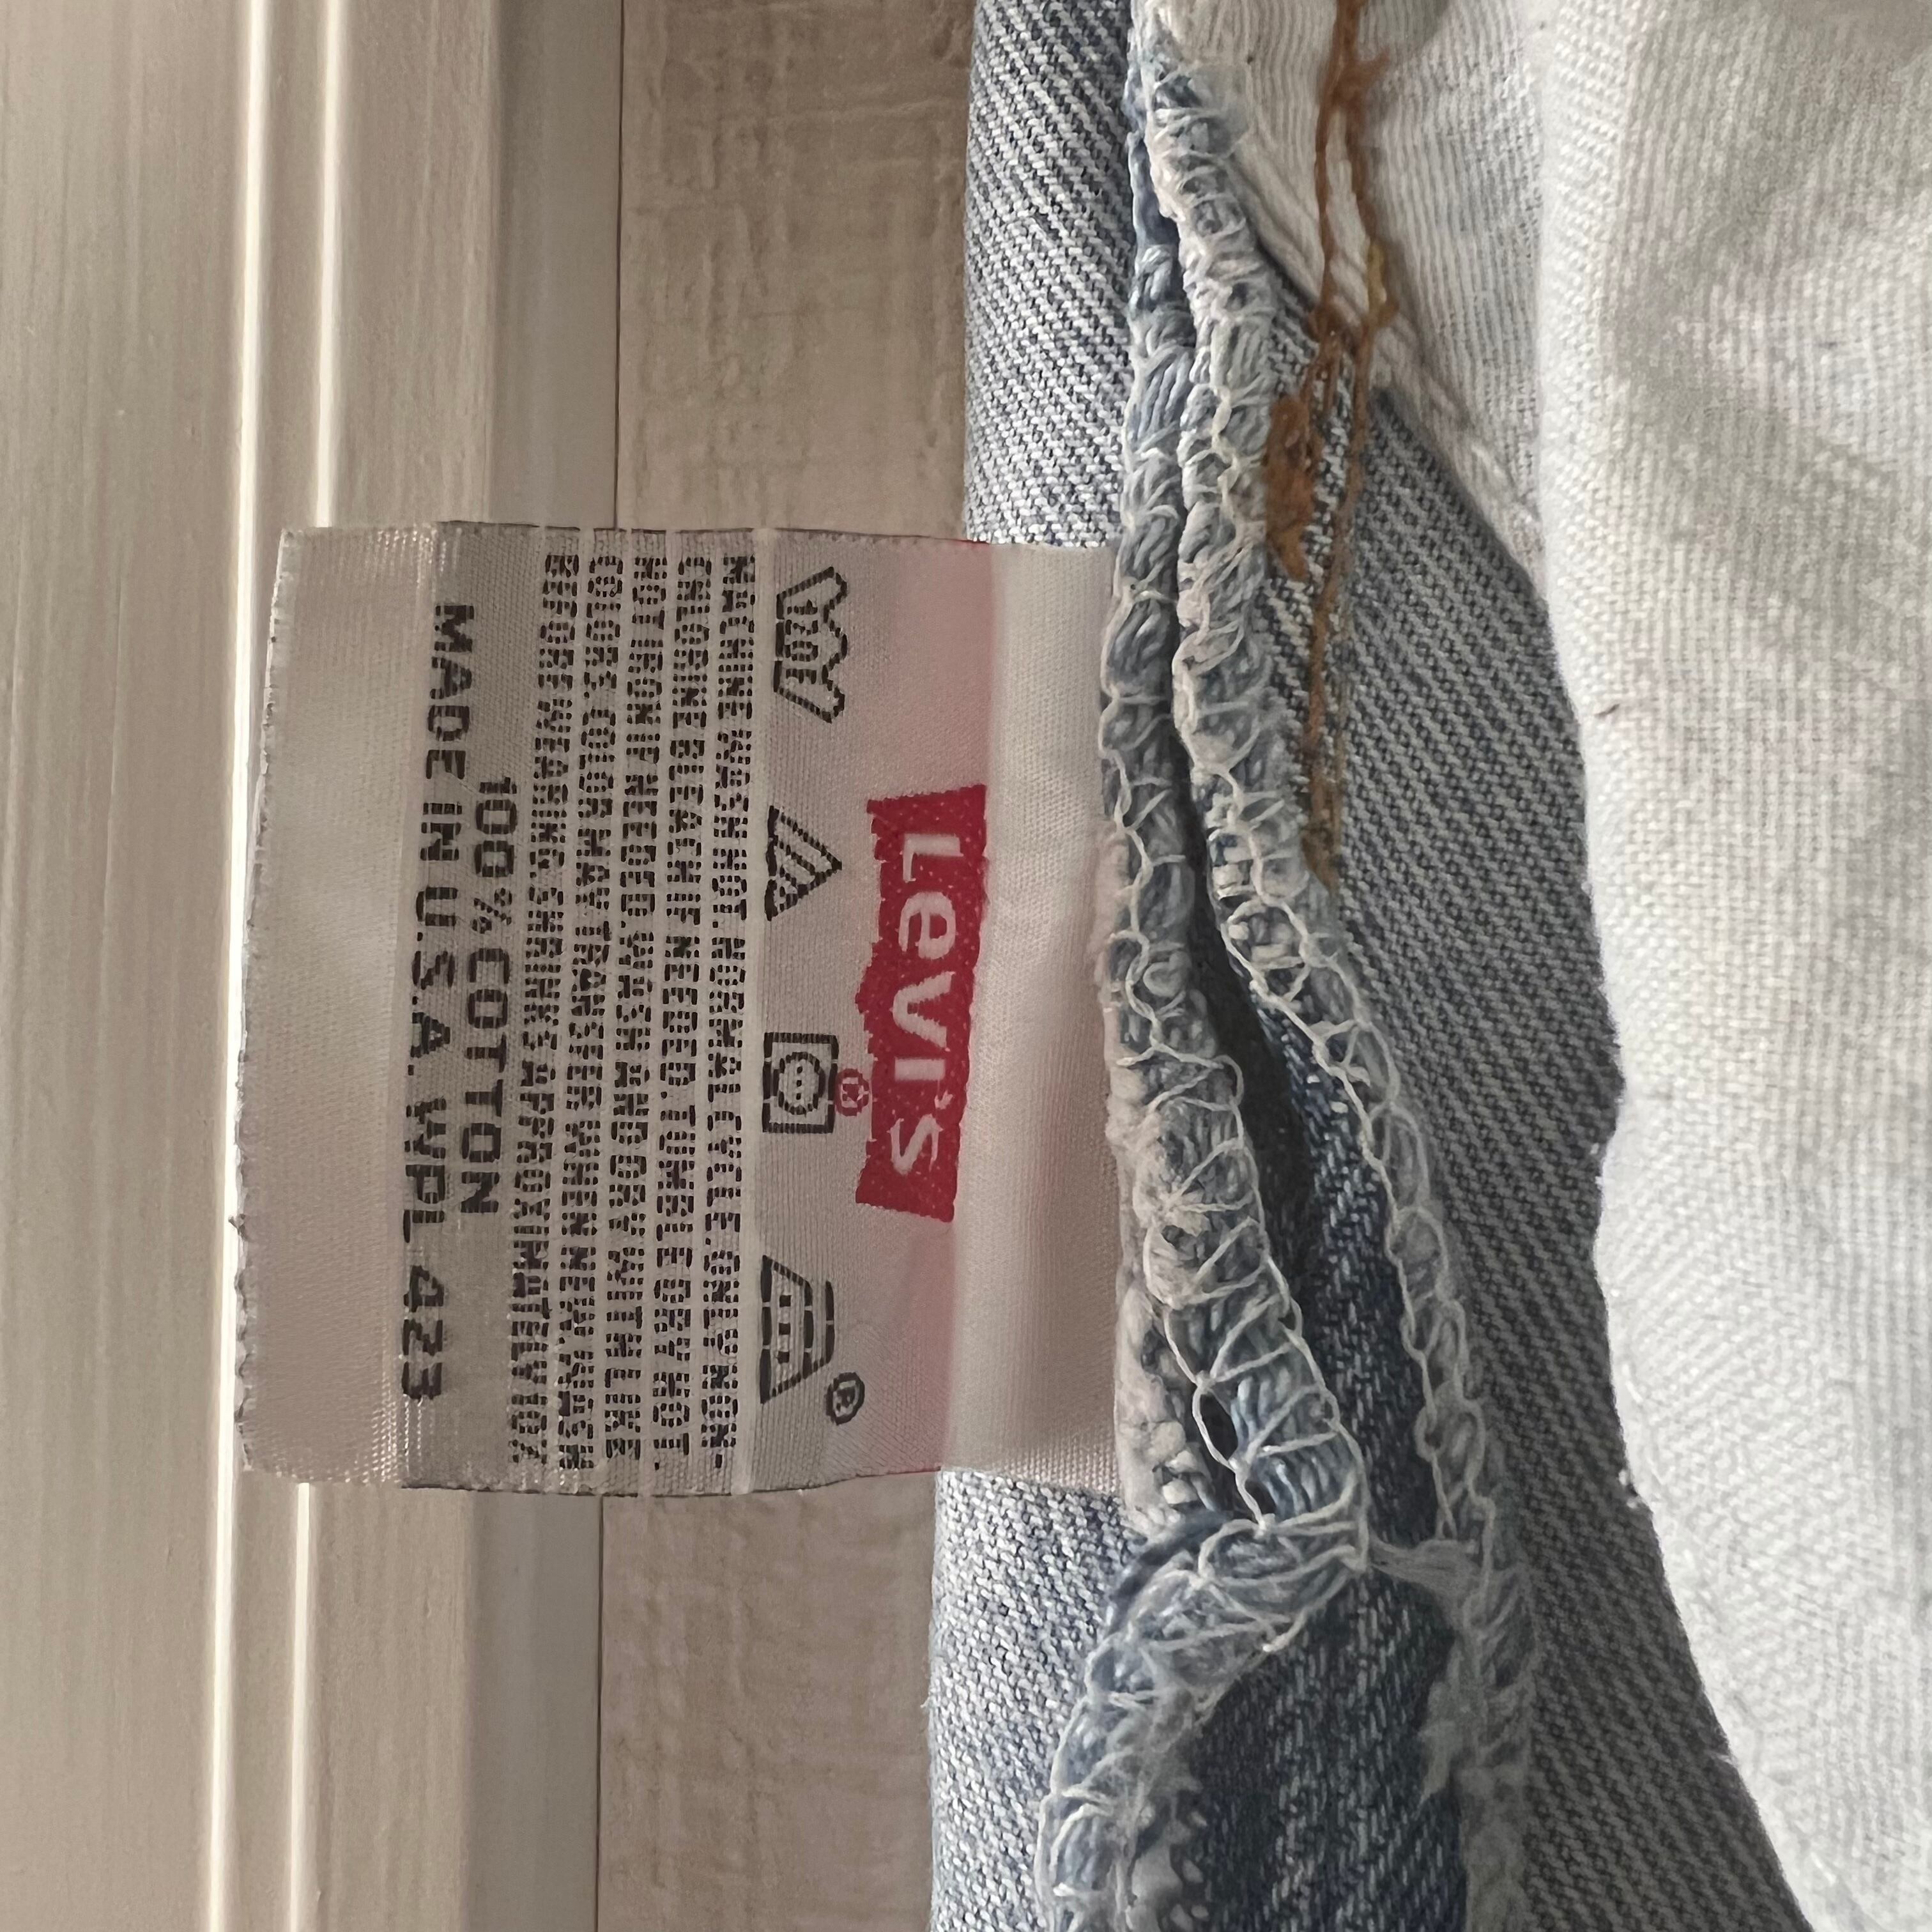 Levi's
®
®
120F
MACHINE WASH HOT, NORMAL CYCLE. ONLY NON-
CHLORINE BLEACH IF NEEDED. TUMBLE DRY HOT.
HOT IRON IF NEEDED. WASH AND DRY WITH LIKE
COLORS. COLOR MAY TRANSFER WHEN NEW. WASH
BEFORE WEARING. SHRINKS APPROXIMATELY 10%
100% COTTON
MADE IN U.S.A. WPL 423